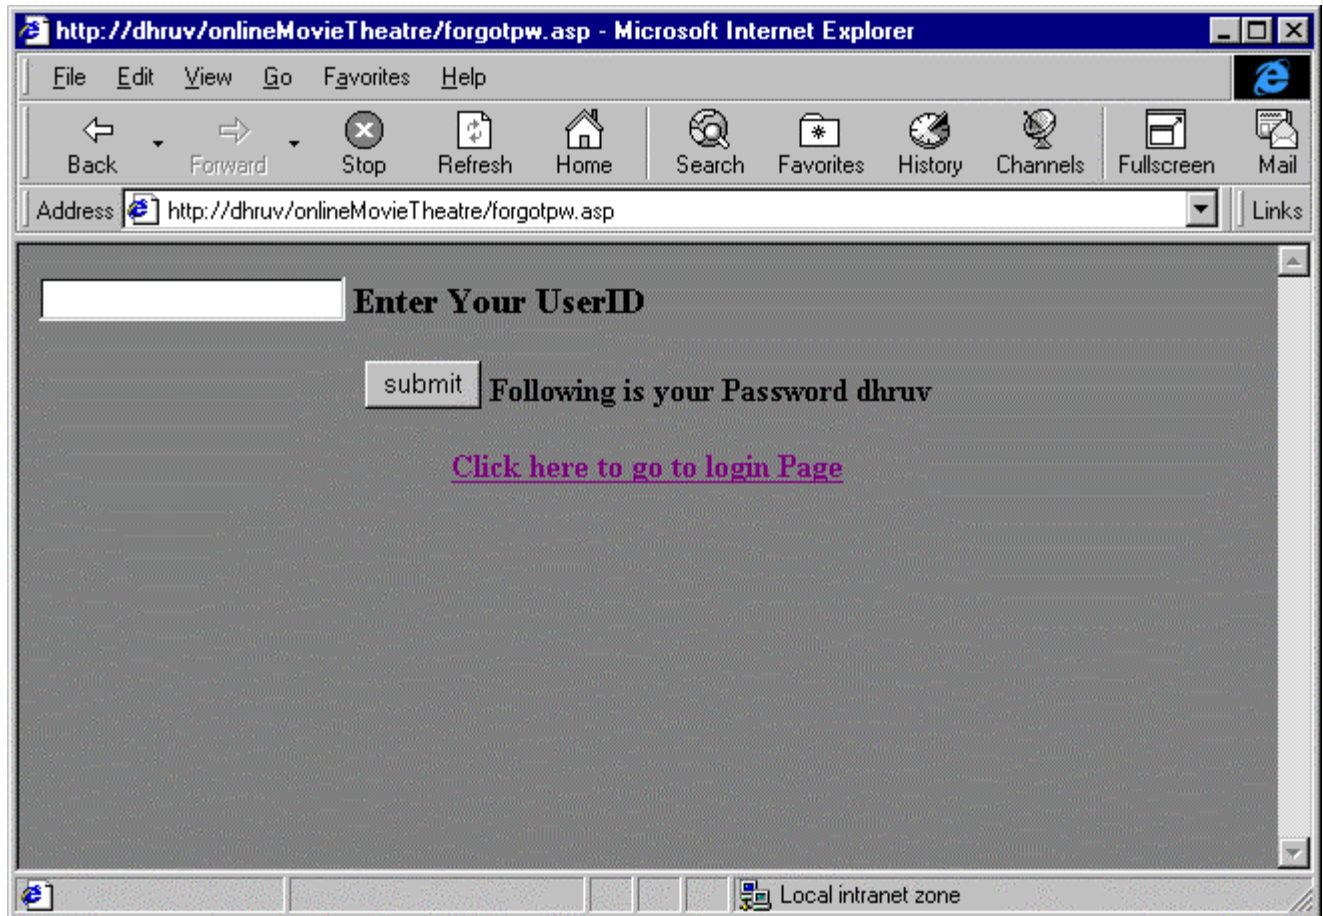 http://dhruv/onlineMovieTheatre/forgotpw.asp - Microsoft Internet Explorer
File Edit View Go Favorites Help
Back Forward Stop Refresh Home Search Favorites History Channels Fullscreen Mail
Address http://dhruv/onlineMovieTheatre/forgotpw.asp Links
Enter Your UserID
submit Following is your Password dhruv
Click here to go to login Page
Local intranet zone